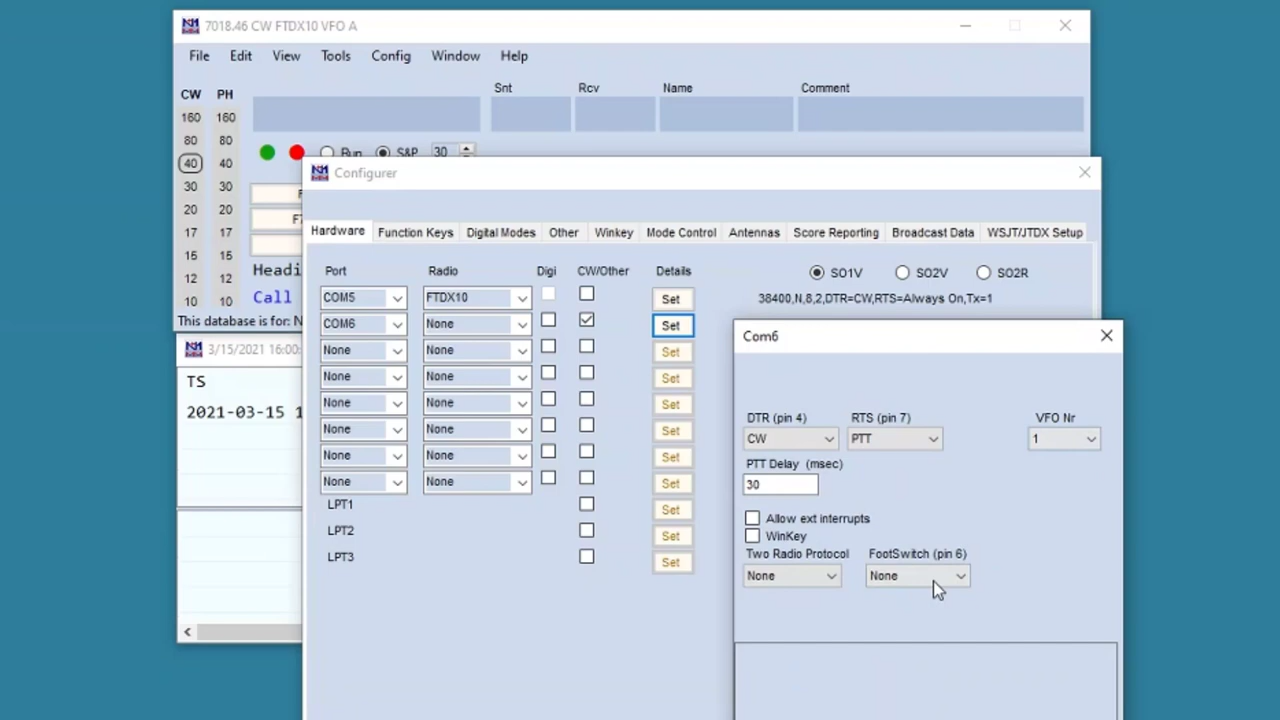 7018.46 CW FTDX10 VFO A
File Edit View Tools Config Window Help
CW PH Snt Rcv Name Comment
160 160
80 80
40 40
30 30
20 20
17 17
15 15
12 12
10 10
Run S&P 30
Headi
Call
This database is for: N
3/15/2021 16:00:
TS
2021-03-15 1
Configurer
Hardware Function Keys Digital Modes Other Winkey Mode Control Antennas Score Reporting Broadcast Data WSJT/JTDX Setup
Port Radio Digi CW/Other Details SO1V SO2V SO2R
COM5 FTDX10 Set 38400,N,8,2,DTR=CW,RTS=Always On,Tx=1
COM6 None Set
None None Set
None None Set
None None Set
None None Set
None None Set
None None Set
LPT1 Set
LPT2 Set
LPT3 Set
Com6
DTR (pin 4) RTS (pin 7) VFO Nr
CW PTT 1
PTT Delay (msec)
30
Allow ext interrupts
WinKey
Two Radio Protocol FootSwitch (pin 6)
None None